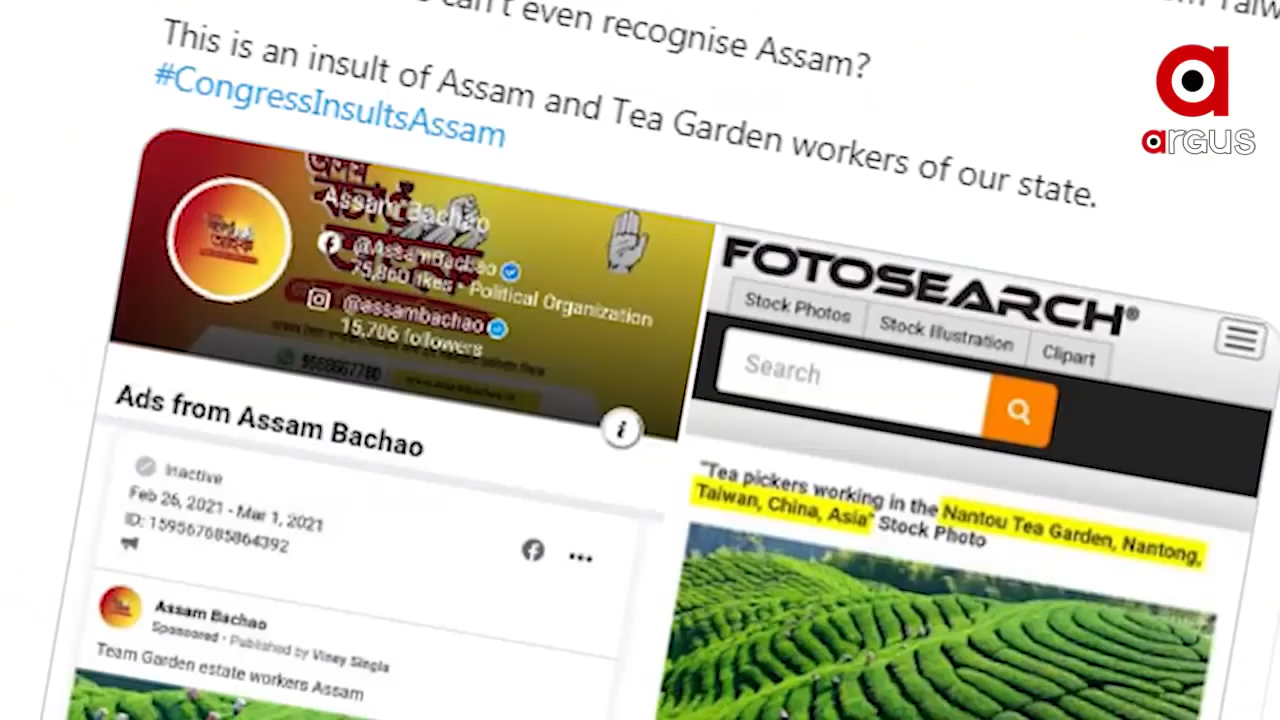 can't even recognise Assam?
This is an insult of Assam and Tea Garden workers of our state.
#CongressInsultsAssam
argus
Assam Bachao
@AssamBachao
75,860 likes • Political Organization
@assambachao
15,706 followers
9668667780
Ads from Assam Bachao
Inactive
Feb 26, 2021 - Mar 1, 2021
ID: 159567685864392
Assam Bachao
Sponsored • Published by Viney Singla
Team Garden estate workers Assam
FOTOSEARCH®
Stock Photos
Stock Illustration
Clipart
Search
"Tea pickers working in the Nantou Tea Garden, Nantong,
Taiwan, China, Asia" Stock Photo